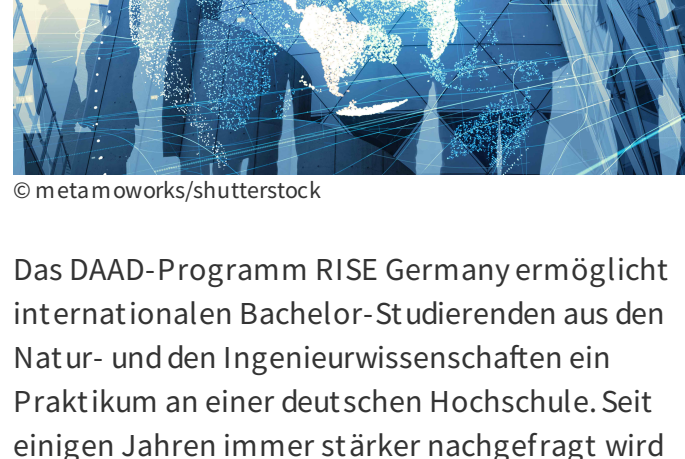 © metamoworks/shutterstock
Das DAAD-Programm RISE Germany ermöglicht
internationalen Bachelor-Studierenden aus den
Natur- und den Ingenieurwissenschaften ein
Praktikum an einer deutschen Hochschule. Seit
einigen Jahren immer stärker nachgefragt wird